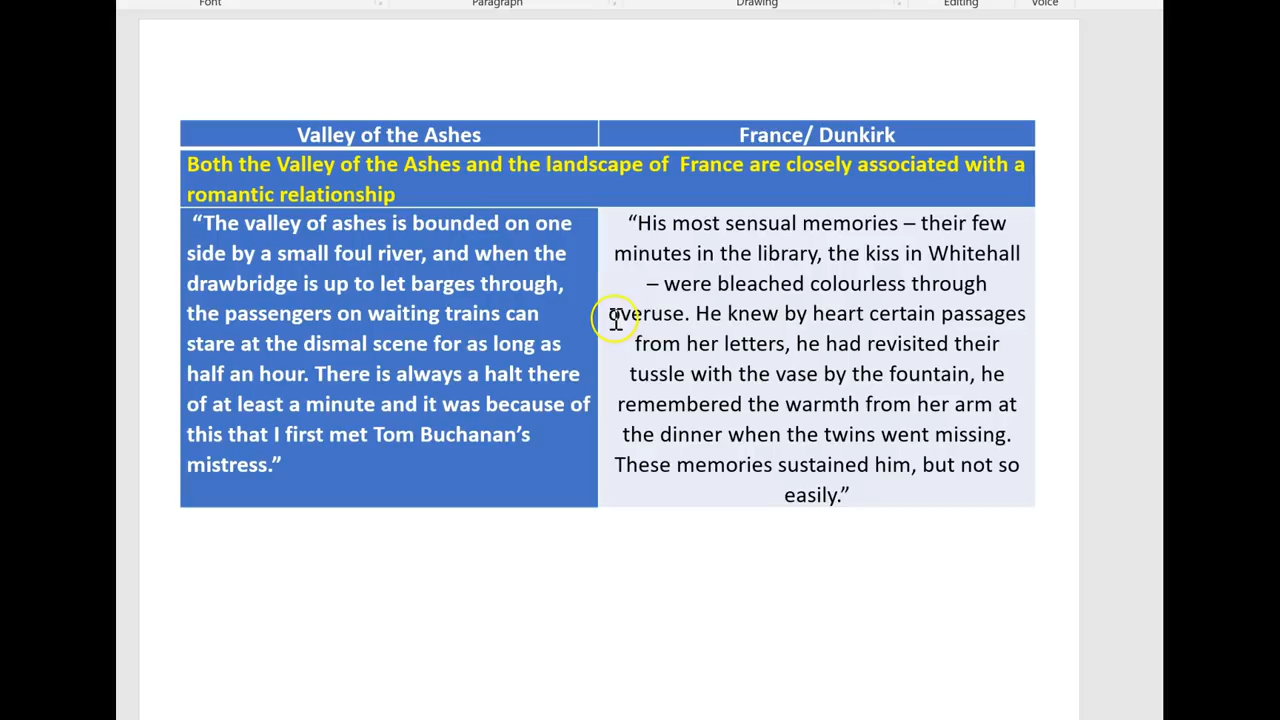 Font Paragraph Drawing Editing Voice
Valley of the Ashes
France/ Dunkirk
Both the Valley of the Ashes and the landscape of  France are closely associated with a
romantic relationship
“The valley of ashes is bounded on one
side by a small foul river, and when the
drawbridge is up to let barges through,
the passengers on waiting trains can
stare at the dismal scene for as long as
half an hour. There is always a halt there
of at least a minute and it was because of
this that I first met Tom Buchanan’s
mistress.”
“His most sensual memories – their few
minutes in the library, the kiss in Whitehall
– were bleached colourless through
overuse. He knew by heart certain passages
from her letters, he had revisited their
tussle with the vase by the fountain, he
remembered the warmth from her arm at
the dinner when the twins went missing.
These memories sustained him, but not so
easily.”